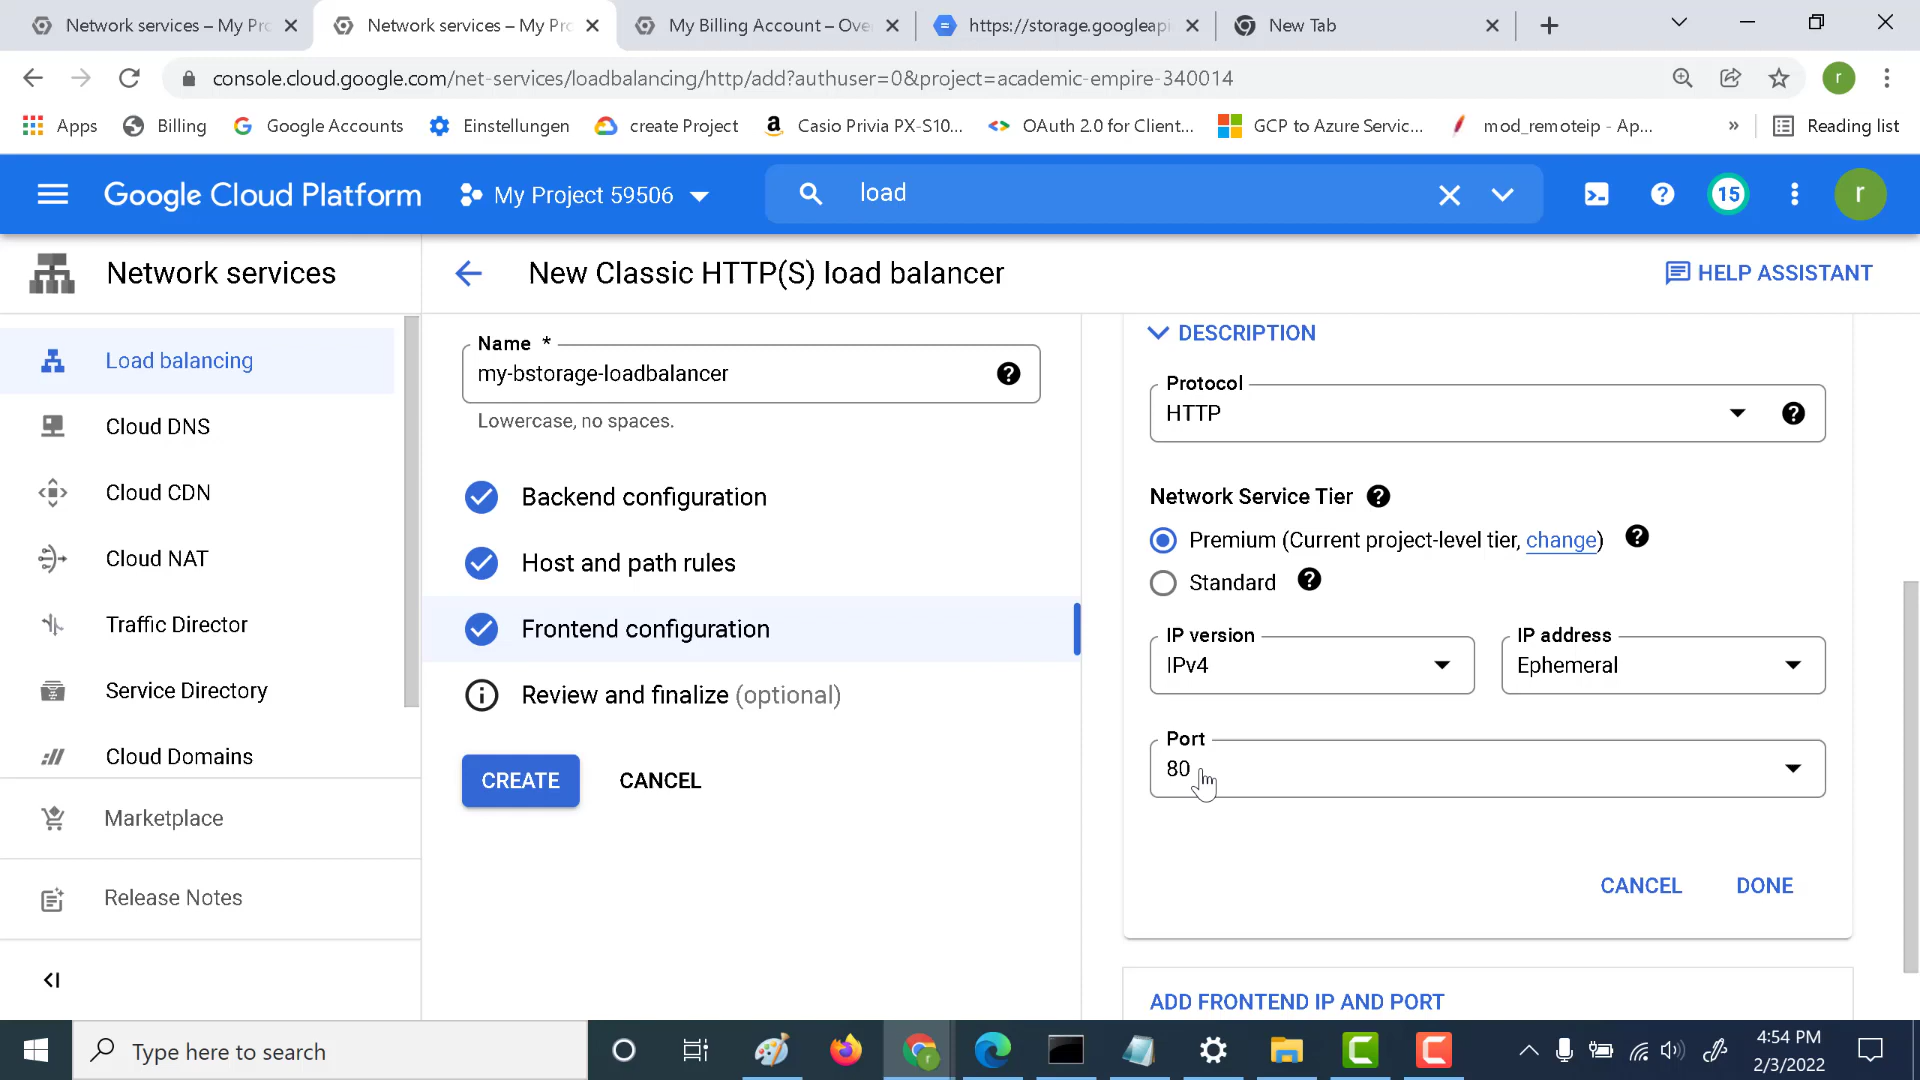 Network services – My Pro
Network services – My Pro
My Billing Account – Ove
https://storage.googleapi
New Tab
console.cloud.google.com/net-services/loadbalancing/http/add?authuser=0&project=academic-empire-340014
r
Apps
Billing
Google Accounts
Einstellungen
create Project
Casio Privia PX-S10...
OAuth 2.0 for Client...
GCP to Azure Servic...
mod_remoteip - Ap...
»
Reading list
Google Cloud Platform
My Project 59506
load
15
r
Network services
New Classic HTTP(S) load balancer
HELP ASSISTANT
Load balancing
Cloud DNS
Cloud CDN
Cloud NAT
Traffic Director
Service Directory
Cloud Domains
Marketplace
Release Notes
Name *
my-bstorage-loadbalancer
Lowercase, no spaces.
Backend configuration
Host and path rules
Frontend configuration
Review and finalize (optional)
CREATE
CANCEL
DESCRIPTION
Protocol
HTTP
Network Service Tier
Premium (Current project-level tier, change)
Standard
IP version
IPv4
IP address
Ephemeral
Port
80
CANCEL
DONE
ADD FRONTEND IP AND PORT
Type here to search
4:54 PM
2/3/2022